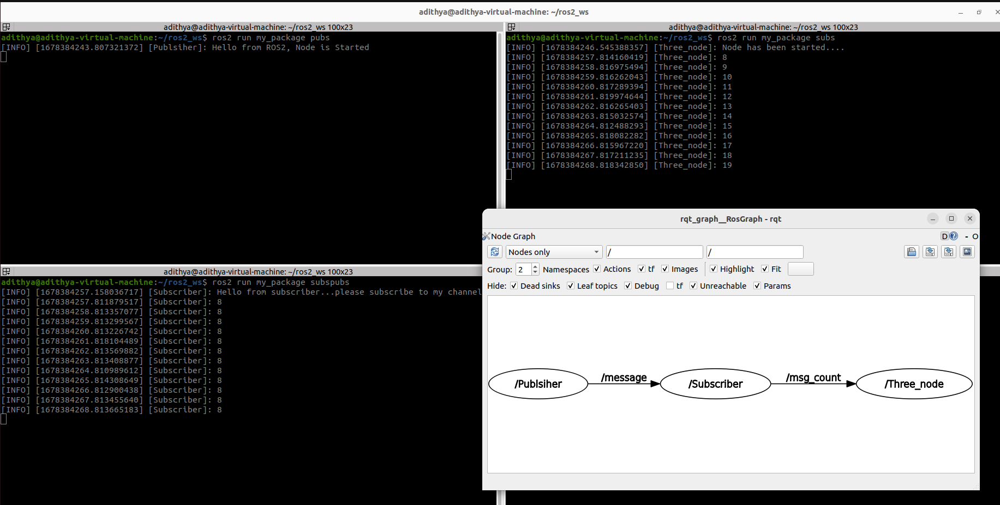 adithya@adithya-virtual-machine: ~/ros2_ws
adithya@adithya-virtual-machine: ~/ros2_ws 100x23
adithya@adithya-virtual-machine:~/ros2_ws$ ros2 run my_package pubs
[INFO] [1678384243.807321372] [Publsiher]: Hello from ROS2, Node is Started
adithya@adithya-virtual-machine: ~/ros2_ws 100x23
adithya@adithya-virtual-machine:~/ros2_ws$ ros2 run my_package subs
[INFO] [1678384246.545388357] [Three_node]: Node has been started....
[INFO] [1678384257.814160419] [Three_node]: 8
[INFO] [1678384258.816975494] [Three_node]: 9
[INFO] [1678384259.816262043] [Three_node]: 10
[INFO] [1678384260.817289394] [Three_node]: 11
[INFO] [1678384261.819974644] [Three_node]: 12
[INFO] [1678384262.816265403] [Three_node]: 13
[INFO] [1678384263.815032574] [Three_node]: 14
[INFO] [1678384264.812488293] [Three_node]: 15
[INFO] [1678384265.818082282] [Three_node]: 16
[INFO] [1678384266.815967220] [Three_node]: 17
[INFO] [1678384267.817211235] [Three_node]: 18
[INFO] [1678384268.818342850] [Three_node]: 19
adithya@adithya-virtual-machine: ~/ros2_ws 100x23
adithya@adithya-virtual-machine:~/ros2_ws$ ros2 run my_package subspubs
[INFO] [1678384257.158036717] [Subscriber]: Hello from subscriber...please subscribe to my channel
[INFO] [1678384257.811879517] [Subscriber]: 8
[INFO] [1678384258.813357077] [Subscriber]: 8
[INFO] [1678384259.813299567] [Subscriber]: 8
[INFO] [1678384260.813226742] [Subscriber]: 8
[INFO] [1678384261.818104489] [Subscriber]: 8
[INFO] [1678384262.813569882] [Subscriber]: 8
[INFO] [1678384263.813408877] [Subscriber]: 8
[INFO] [1678384264.810989612] [Subscriber]: 8
[INFO] [1678384265.814308649] [Subscriber]: 8
[INFO] [1678384266.812900438] [Subscriber]: 8
[INFO] [1678384267.813455640] [Subscriber]: 8
[INFO] [1678384268.813665183] [Subscriber]: 8
rqt_graph__RosGraph - rqt
Node Graph D ? - O
Nodes only / /
Group: 2 Namespaces Actions tf Images Highlight Fit
Hide: Dead sinks Leaf topics Debug tf Unreachable Params
/Publsiher /message /Subscriber /msg_count /Three_node